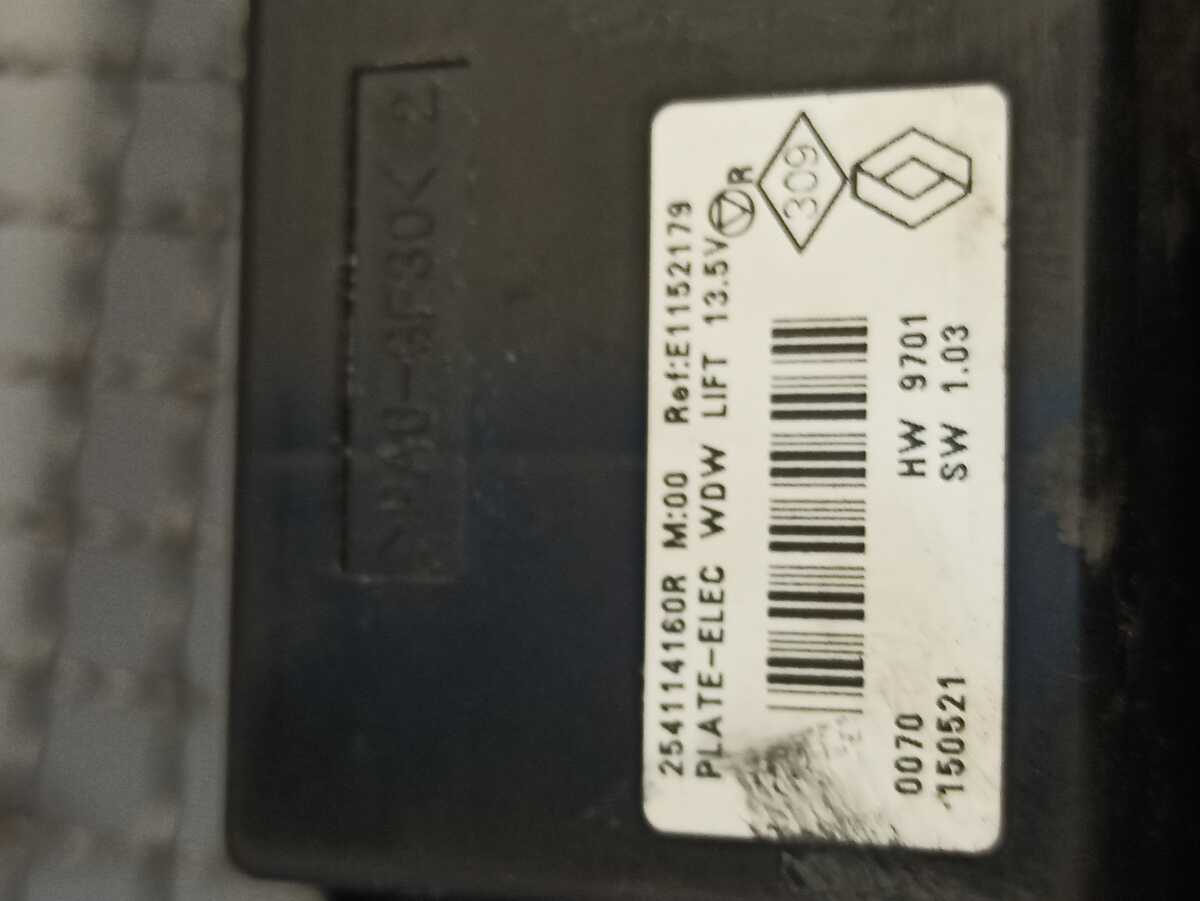 254114160R M:00 Ref:E1152179
PLATE-ELEC WDW LIFT 13.5V
R
309
HW 9701
SW 1.03
0070
150521